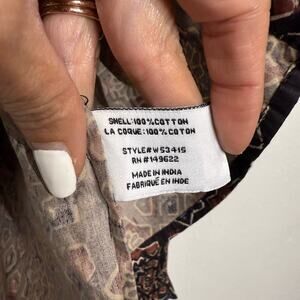 SHELL:100%COTTON
LA COQUE:100%COTON
STYLE#:W53415
RN #149622
MADE IN INDIA
FABRIQUÉ EN INDE